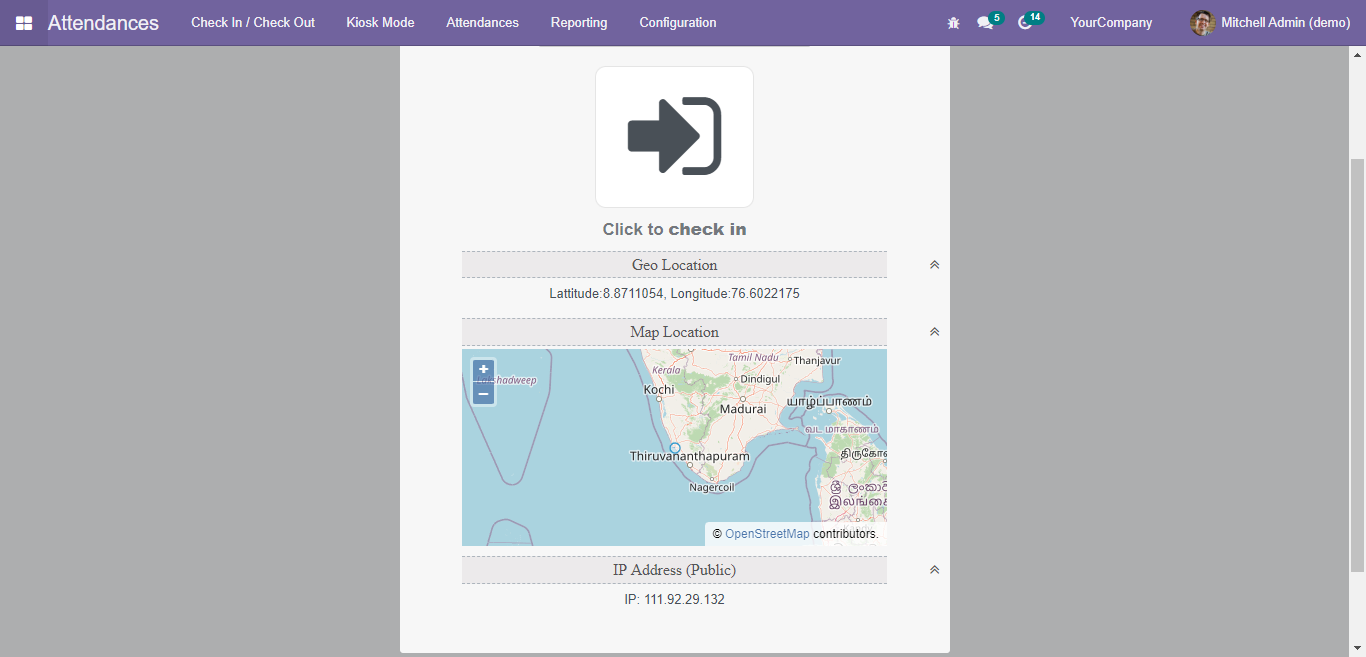 Attendances Check In / Check Out Kiosk Mode Attendances Reporting Configuration 5 14 YourCompany Mitchell Admin (demo)
Click to check in
Geo Location
Lattitude:8.8711054, Longitude:76.6022175
Map Location
+
−
Lakshadweep
Kerala
Tamil Nadu
Thanjavur
Dindigul
Kochi
Madurai
யாழ்ப்பாணம்
வட மாகாணம்
Thiruvananthapuram
Nagercoil
© OpenStreetMap contributors.
IP Address (Public)
IP: 111.92.29.132